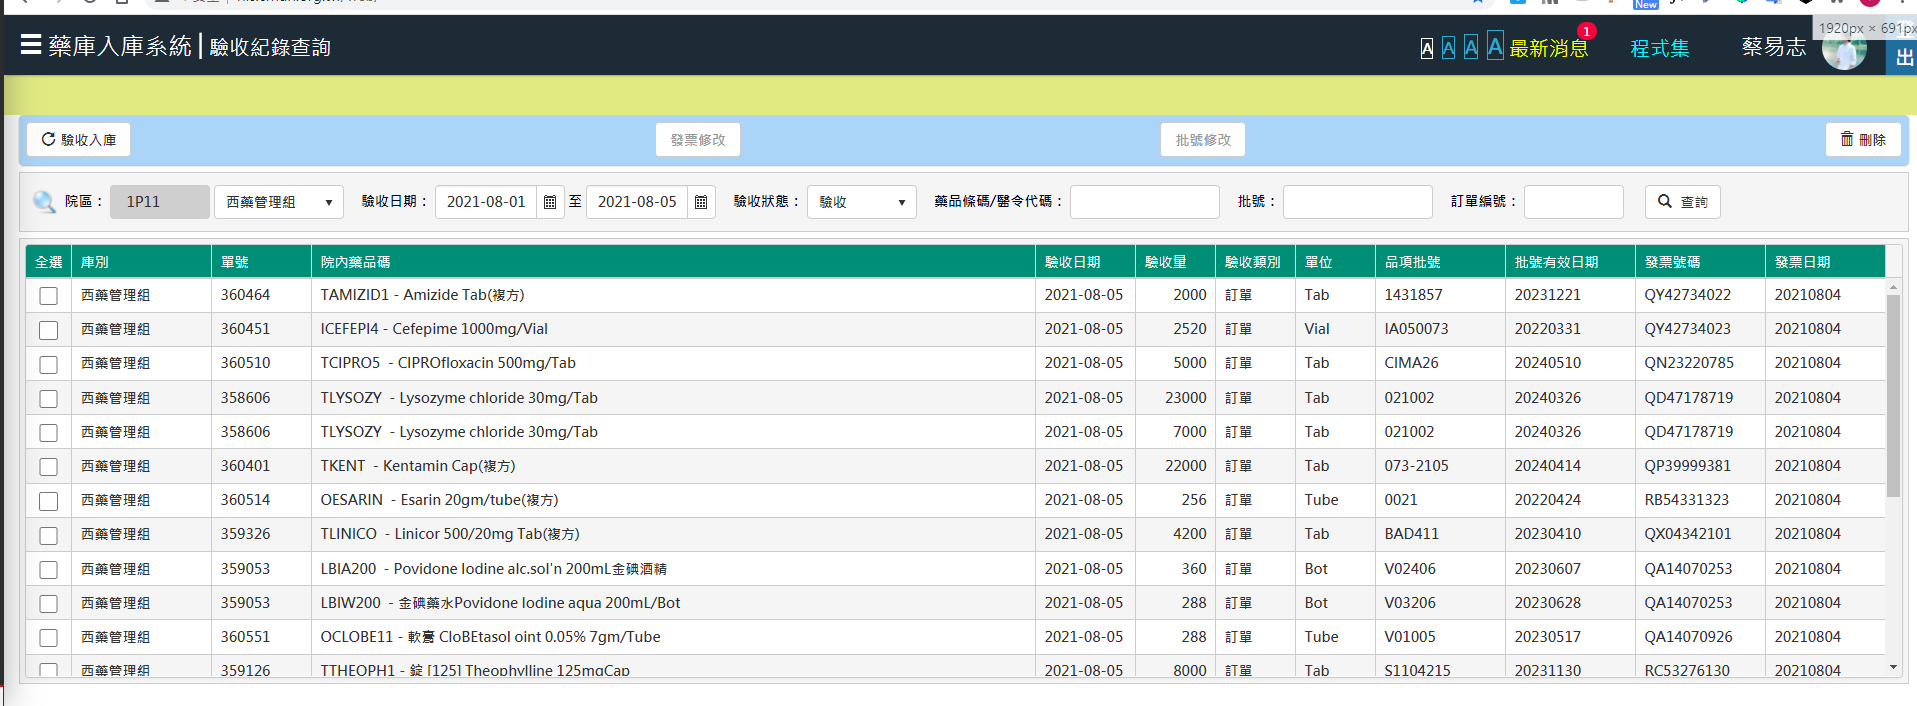 New
藥庫入庫系統 | 驗收紀錄查詢 A A A A 最新消息 1 程式集 蔡易志 出
1920px × 691px
驗收入庫 發票修改 批號修改 刪除
院區： 1P11 西藥管理組 驗收日期： 2021-08-01 至 2021-08-05 驗收狀態： 驗收 藥品條碼/醫令代碼： 批號： 訂單編號： 查詢
全選 庫別 單號 院內藥品碼 驗收日期 驗收量 驗收類別 單位 品項批號 批號有效日期 發票號碼 發票日期
西藥管理組 360464 TAMIZID1 - Amizide Tab(複方) 2021-08-05 2000 訂單 Tab 1431857 20231221 QY42734022 20210804
西藥管理組 360451 ICEFEPI4 - Cefepime 1000mg/Vial 2021-08-05 2520 訂單 Vial IA050073 20220331 QY42734023 20210804
西藥管理組 360510 TCIPRO5 - CIPROfloxacin 500mg/Tab 2021-08-05 5000 訂單 Tab CIMA26 20240510 QN23220785 20210804
西藥管理組 358606 TLYSOZY - Lysozyme chloride 30mg/Tab 2021-08-05 23000 訂單 Tab 021002 20240326 QD47178719 20210804
西藥管理組 358606 TLYSOZY - Lysozyme chloride 30mg/Tab 2021-08-05 7000 訂單 Tab 021002 20240326 QD47178719 20210804
西藥管理組 360401 TKENT - Kentamin Cap(複方) 2021-08-05 22000 訂單 Tab 073-2105 20240414 QP39999381 20210804
西藥管理組 360514 OESARIN - Esarin 20gm/tube(複方) 2021-08-05 256 訂單 Tube 0021 20220424 RB54331323 20210804
西藥管理組 359326 TLINICO - Linicor 500/20mg Tab(複方) 2021-08-05 4200 訂單 Tab BAD411 20230410 QX04342101 20210804
西藥管理組 359053 LBIA200 - Povidone Iodine alc.sol'n 200mL金碘酒精 2021-08-05 360 訂單 Bot V02406 20230607 QA14070253 20210804
西藥管理組 359053 LBIW200 - 金碘藥水Povidone Iodine aqua 200mL/Bot 2021-08-05 288 訂單 Bot V03206 20230628 QA14070253 20210804
西藥管理組 360551 OCLOBE11 - 軟膏 CloBEtasol oint 0.05% 7gm/Tube 2021-08-05 288 訂單 Tube V01005 20230517 QA14070926 20210804
西藥管理組 359126 TTHEOPH1 - 錠 [125] Theophylline 125mgCap 2021-08-05 8000 訂單 Tab S1104215 20231130 RC53276130 20210804